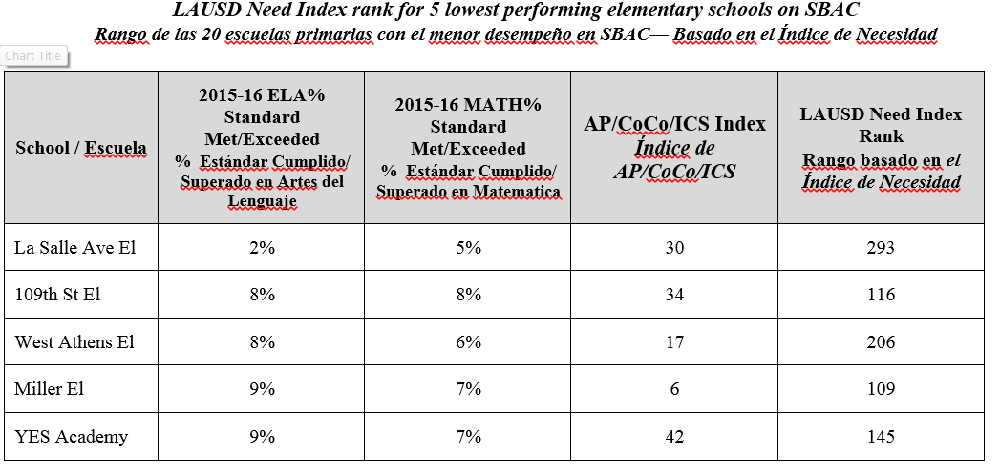 LAUSD Need Index rank for 5 lowest performing elementary schools on SBAC
Rango de las 20 escuelas primarias con el menor desempeño en SBAC— Basado en el Índice de Necesidad
Chart Title
School / Escuela
2015-16 ELA%
Standard
Met/Exceeded
% Estándar Cumplido/
Superado en Artes del
Lenguaje
2015-16 MATH%
Standard
Met/Exceeded
% Estándar Cumplido/
Superado en Matematica
AP/CoCo/ICS Index
Índice de
AP/CoCo/ICS
LAUSD Need Index
Rank
Rango basado en el
Índice de Necesidad
La Salle Ave El 2% 5% 30 293
109th St El 8% 8% 34 116
West Athens El 8% 6% 17 206
Miller El 9% 7% 6 109
YES Academy 9% 7% 42 145